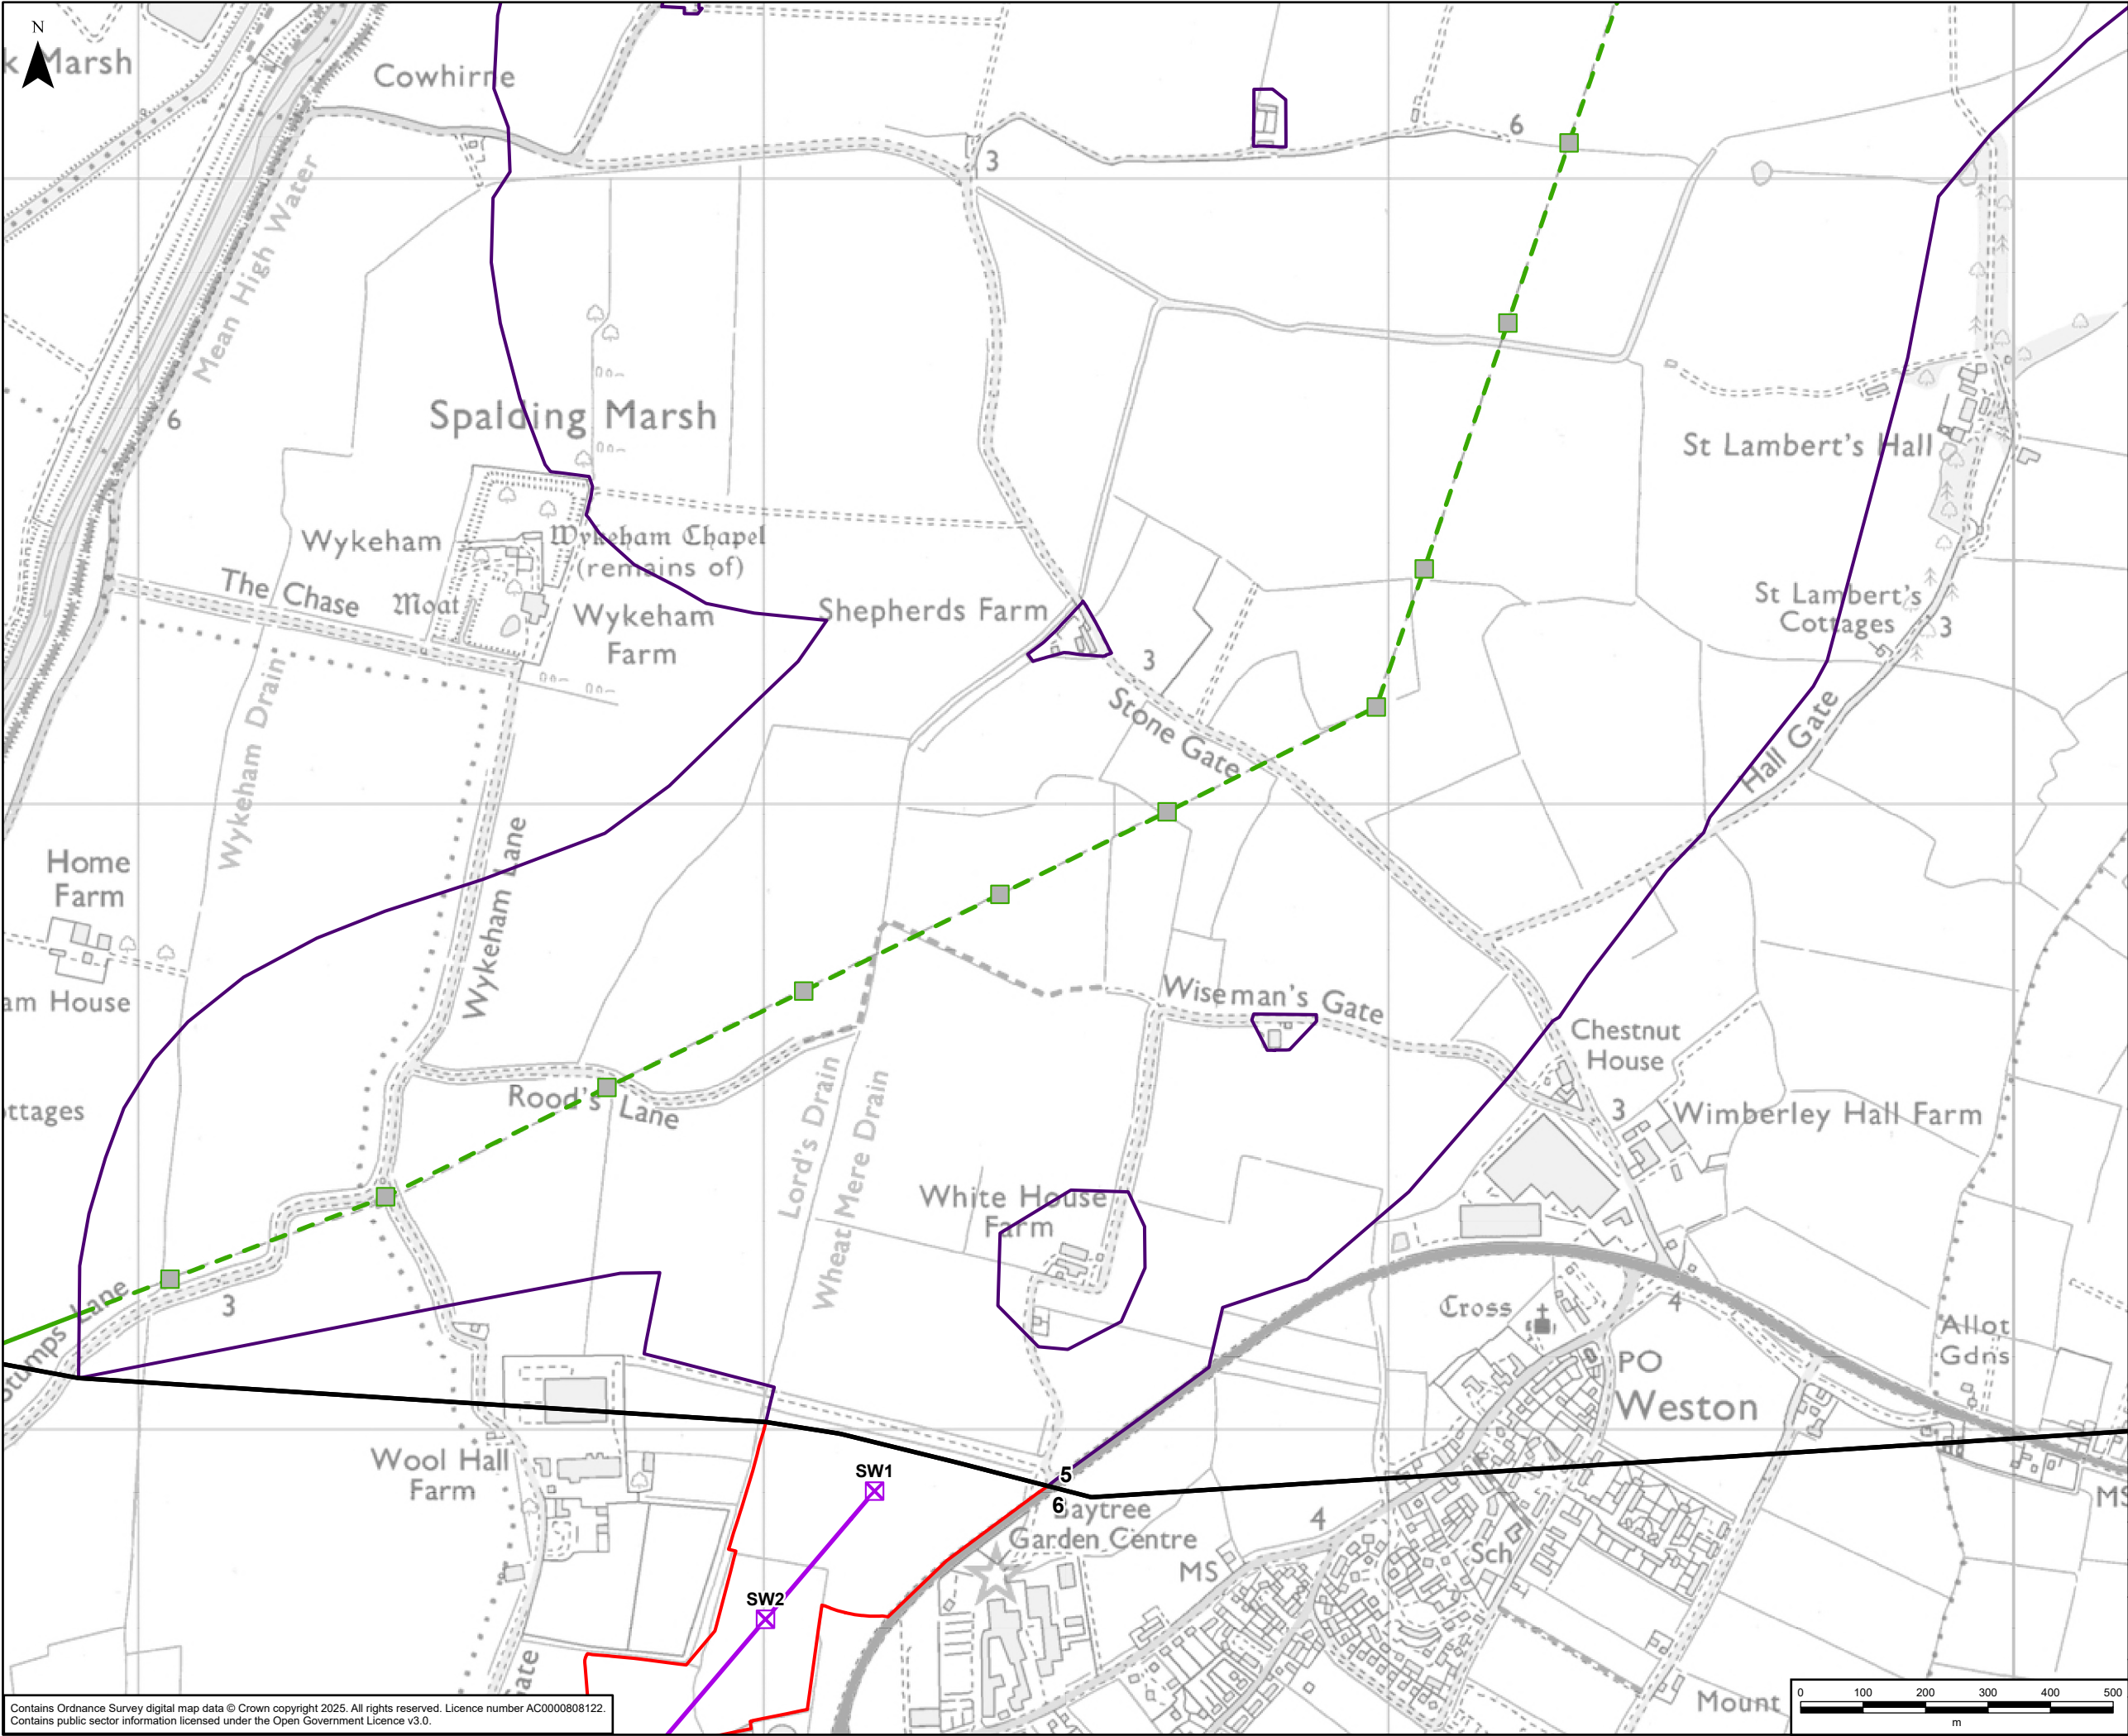 N
k Marsh
Cowhirne
3
6
Mean High Water
6
Spalding Marsh
St Lambert's Hall
Wykeham
Wykeham Chapel
(remains of)
The Chase
Moat
Wykeham
Farm
Shepherds Farm
St Lambert's
Cottages
3
3
Stone Gate
Hall Gate
Wykeham Drain
Wykeham Lane
Home
Farm
am House
Wiseman's Gate
Chestnut
House
ottages
Rood's Lane
Lord's Drain
Wheat Mere Drain
3
Wimberley Hall Farm
White House
Farm
Stumps Lane
3
Cross
4
Allot
Gdns
PO
Weston
Wool Hall
Farm
SW1
5
6
Baytree
Garden Centre
MS
4
Sch
MS
SW2
ate
Mount
0 100 200 300 400 500
m
Contains Ordnance Survey digital map data © Crown copyright 2025. All rights reserved. Licence number AC0000808122.
Contains public sector information licensed under the Open Government Licence v3.0.